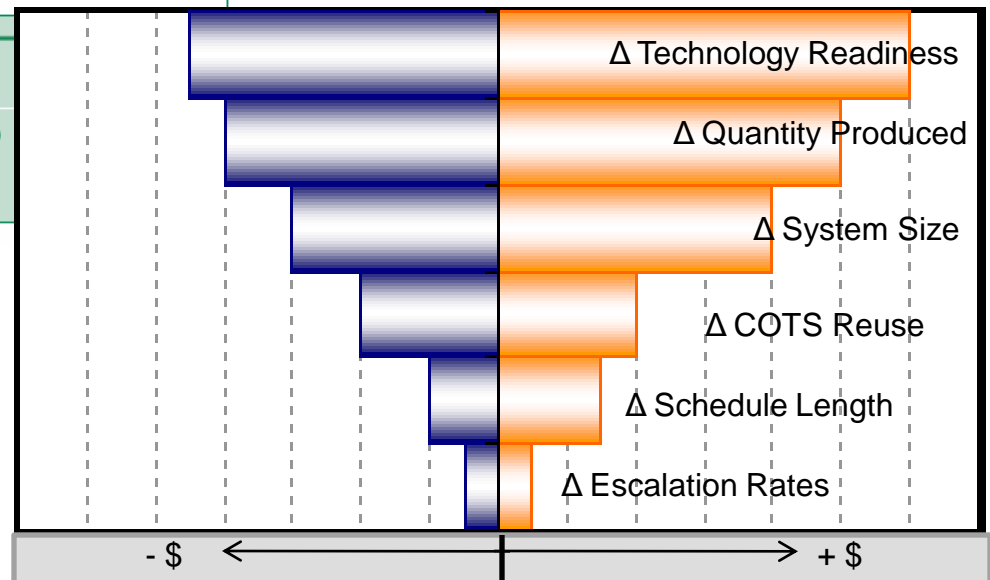 Δ Technology Readiness
Δ Quantity Produced
Δ System Size
Δ COTS Reuse
Δ Schedule Length
Δ Escalation Rates
- $ + $